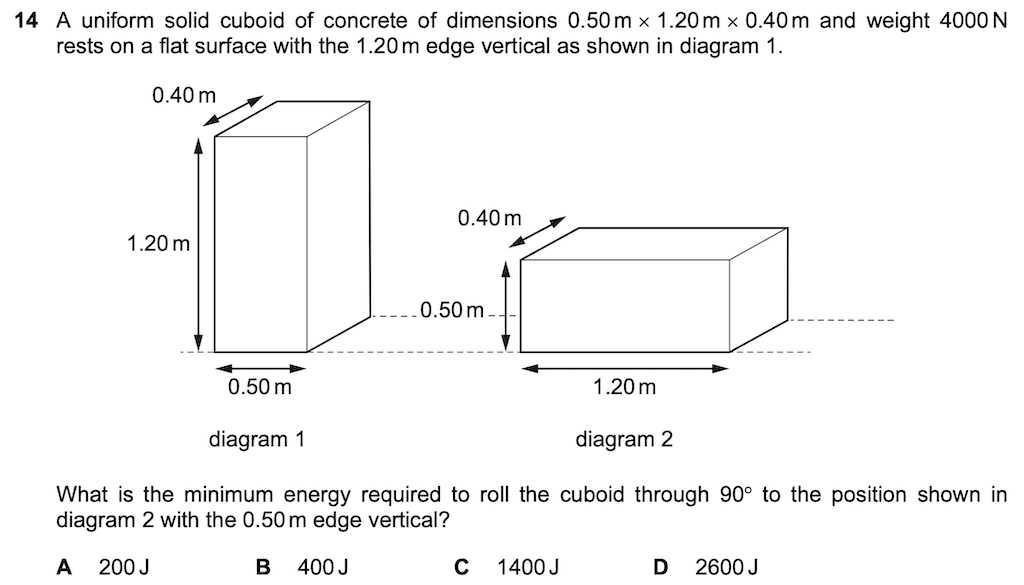 14 A uniform solid cuboid of concrete of dimensions 0.50 m × 1.20 m × 0.40 m and weight 4000 N
rests on a flat surface with the 1.20 m edge vertical as shown in diagram 1.
0.40 m
1.20 m
0.50 m
diagram 1
0.40 m
0.50 m
1.20 m
diagram 2
What is the minimum energy required to roll the cuboid through 90° to the position shown in
diagram 2 with the 0.50 m edge vertical?
A 200 J B 400 J C 1400 J D 2600 J